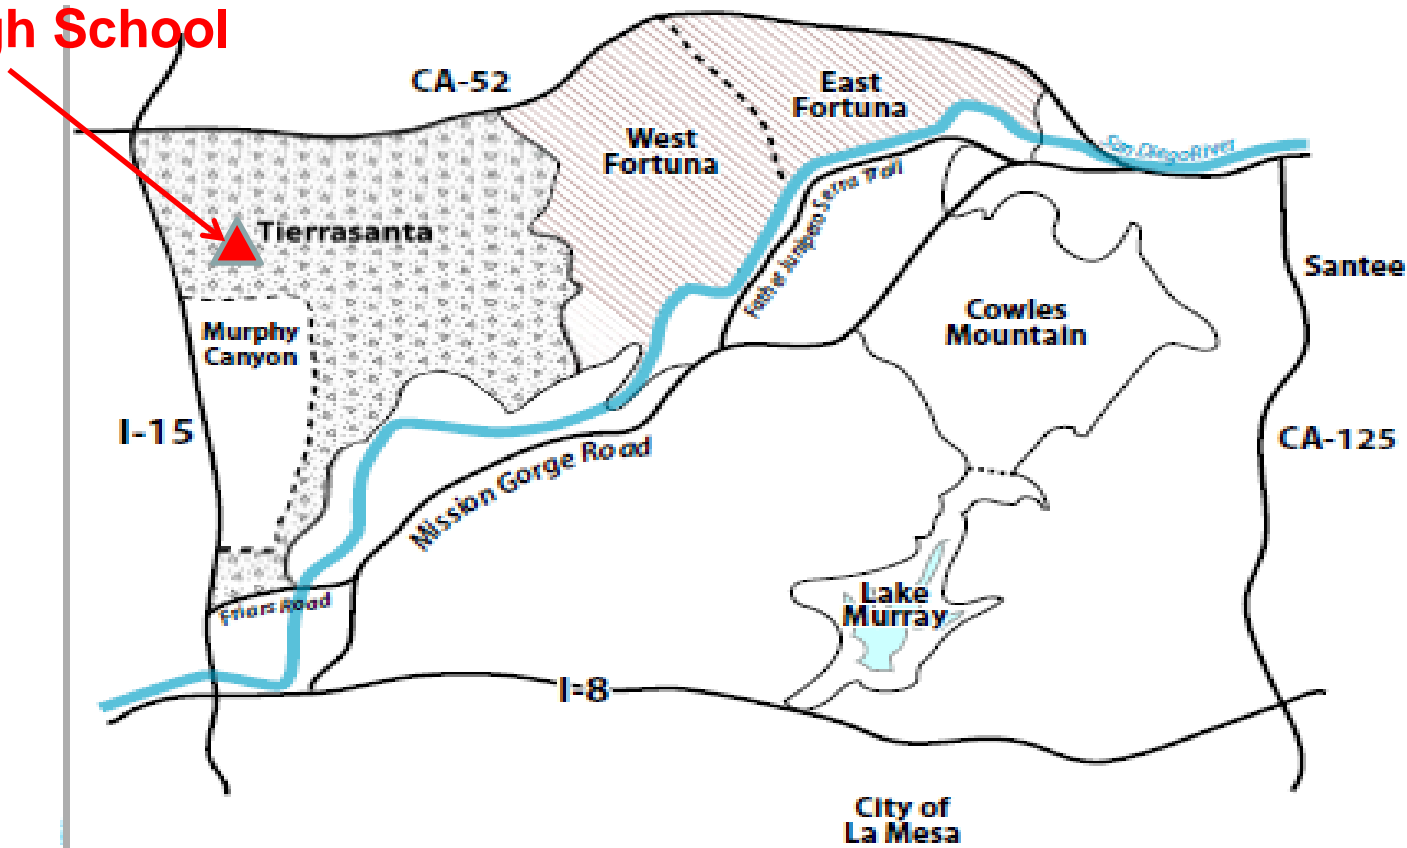 gh School
CA-52
East
Fortuna
West
Fortuna
San Diego River
Father Junipero Serra Trail
Tierrasanta
Santee
Cowles
Mountain
Murphy
Canyon
I-15
CA-125
Mission Gorge Road
Lake
Murray
Friars Road
I-8
City of
La Mesa